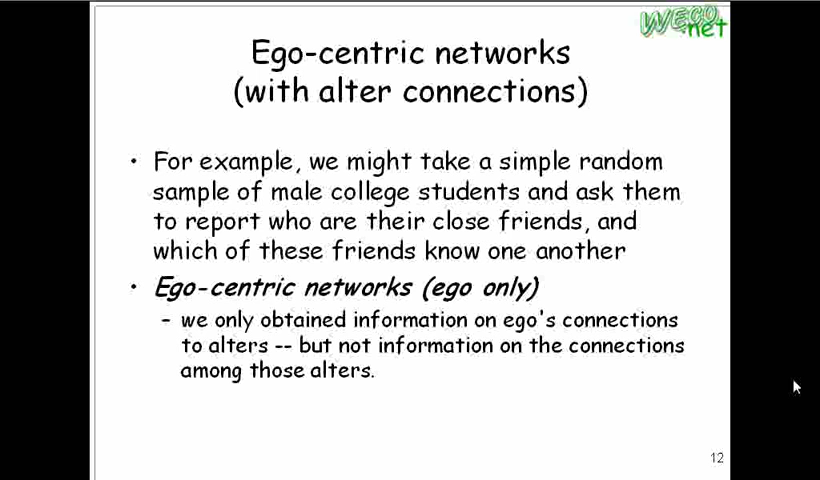 WECO
.net
Ego-centric networks
(with alter connections)
• For example, we might take a simple random
sample of male college students and ask them
to report who are their close friends, and
which of these friends know one another
• Ego-centric networks (ego only)
– we only obtained information on ego's connections
to alters -- but not information on the connections
among those alters.
12